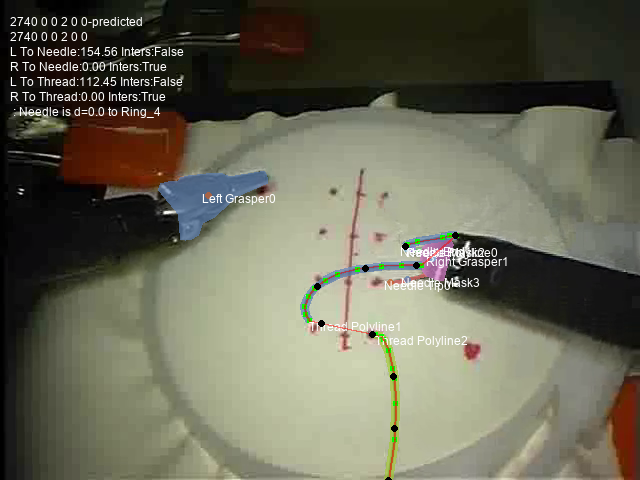 2740 0 0 2 0 0-predicted
2740 0 0 2 0 0
L To Needle:154.56 Inters:False
R To Needle:0.00 Inters:True
L To Thread:112.45 Inters:False
R To Thread:0.00 Inters:True
: Needle is d=0.0 to Ring_4
Left Grasper0
Right Grasper1
Needle Mask3
Thread Polyline1
Thread Polyline2